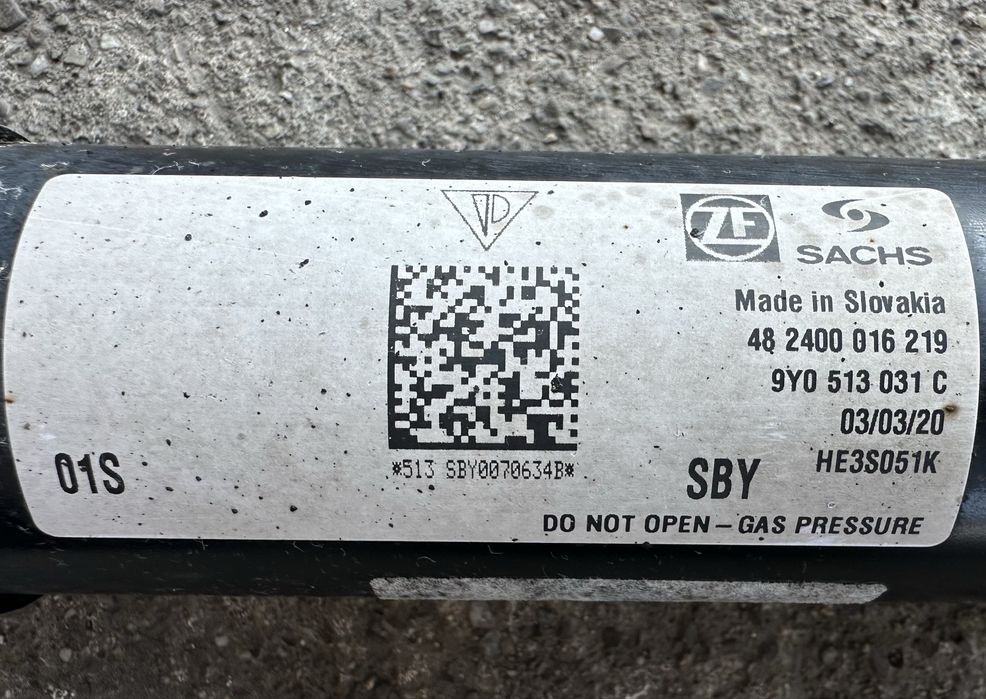 ZF
SACHS
Made in Slovakia
48 2400 016 219
9Y0 513 031 C
03/03/20
HE3S051K
*513 SBY0070634B*
01S
SBY
DO NOT OPEN – GAS PRESSURE